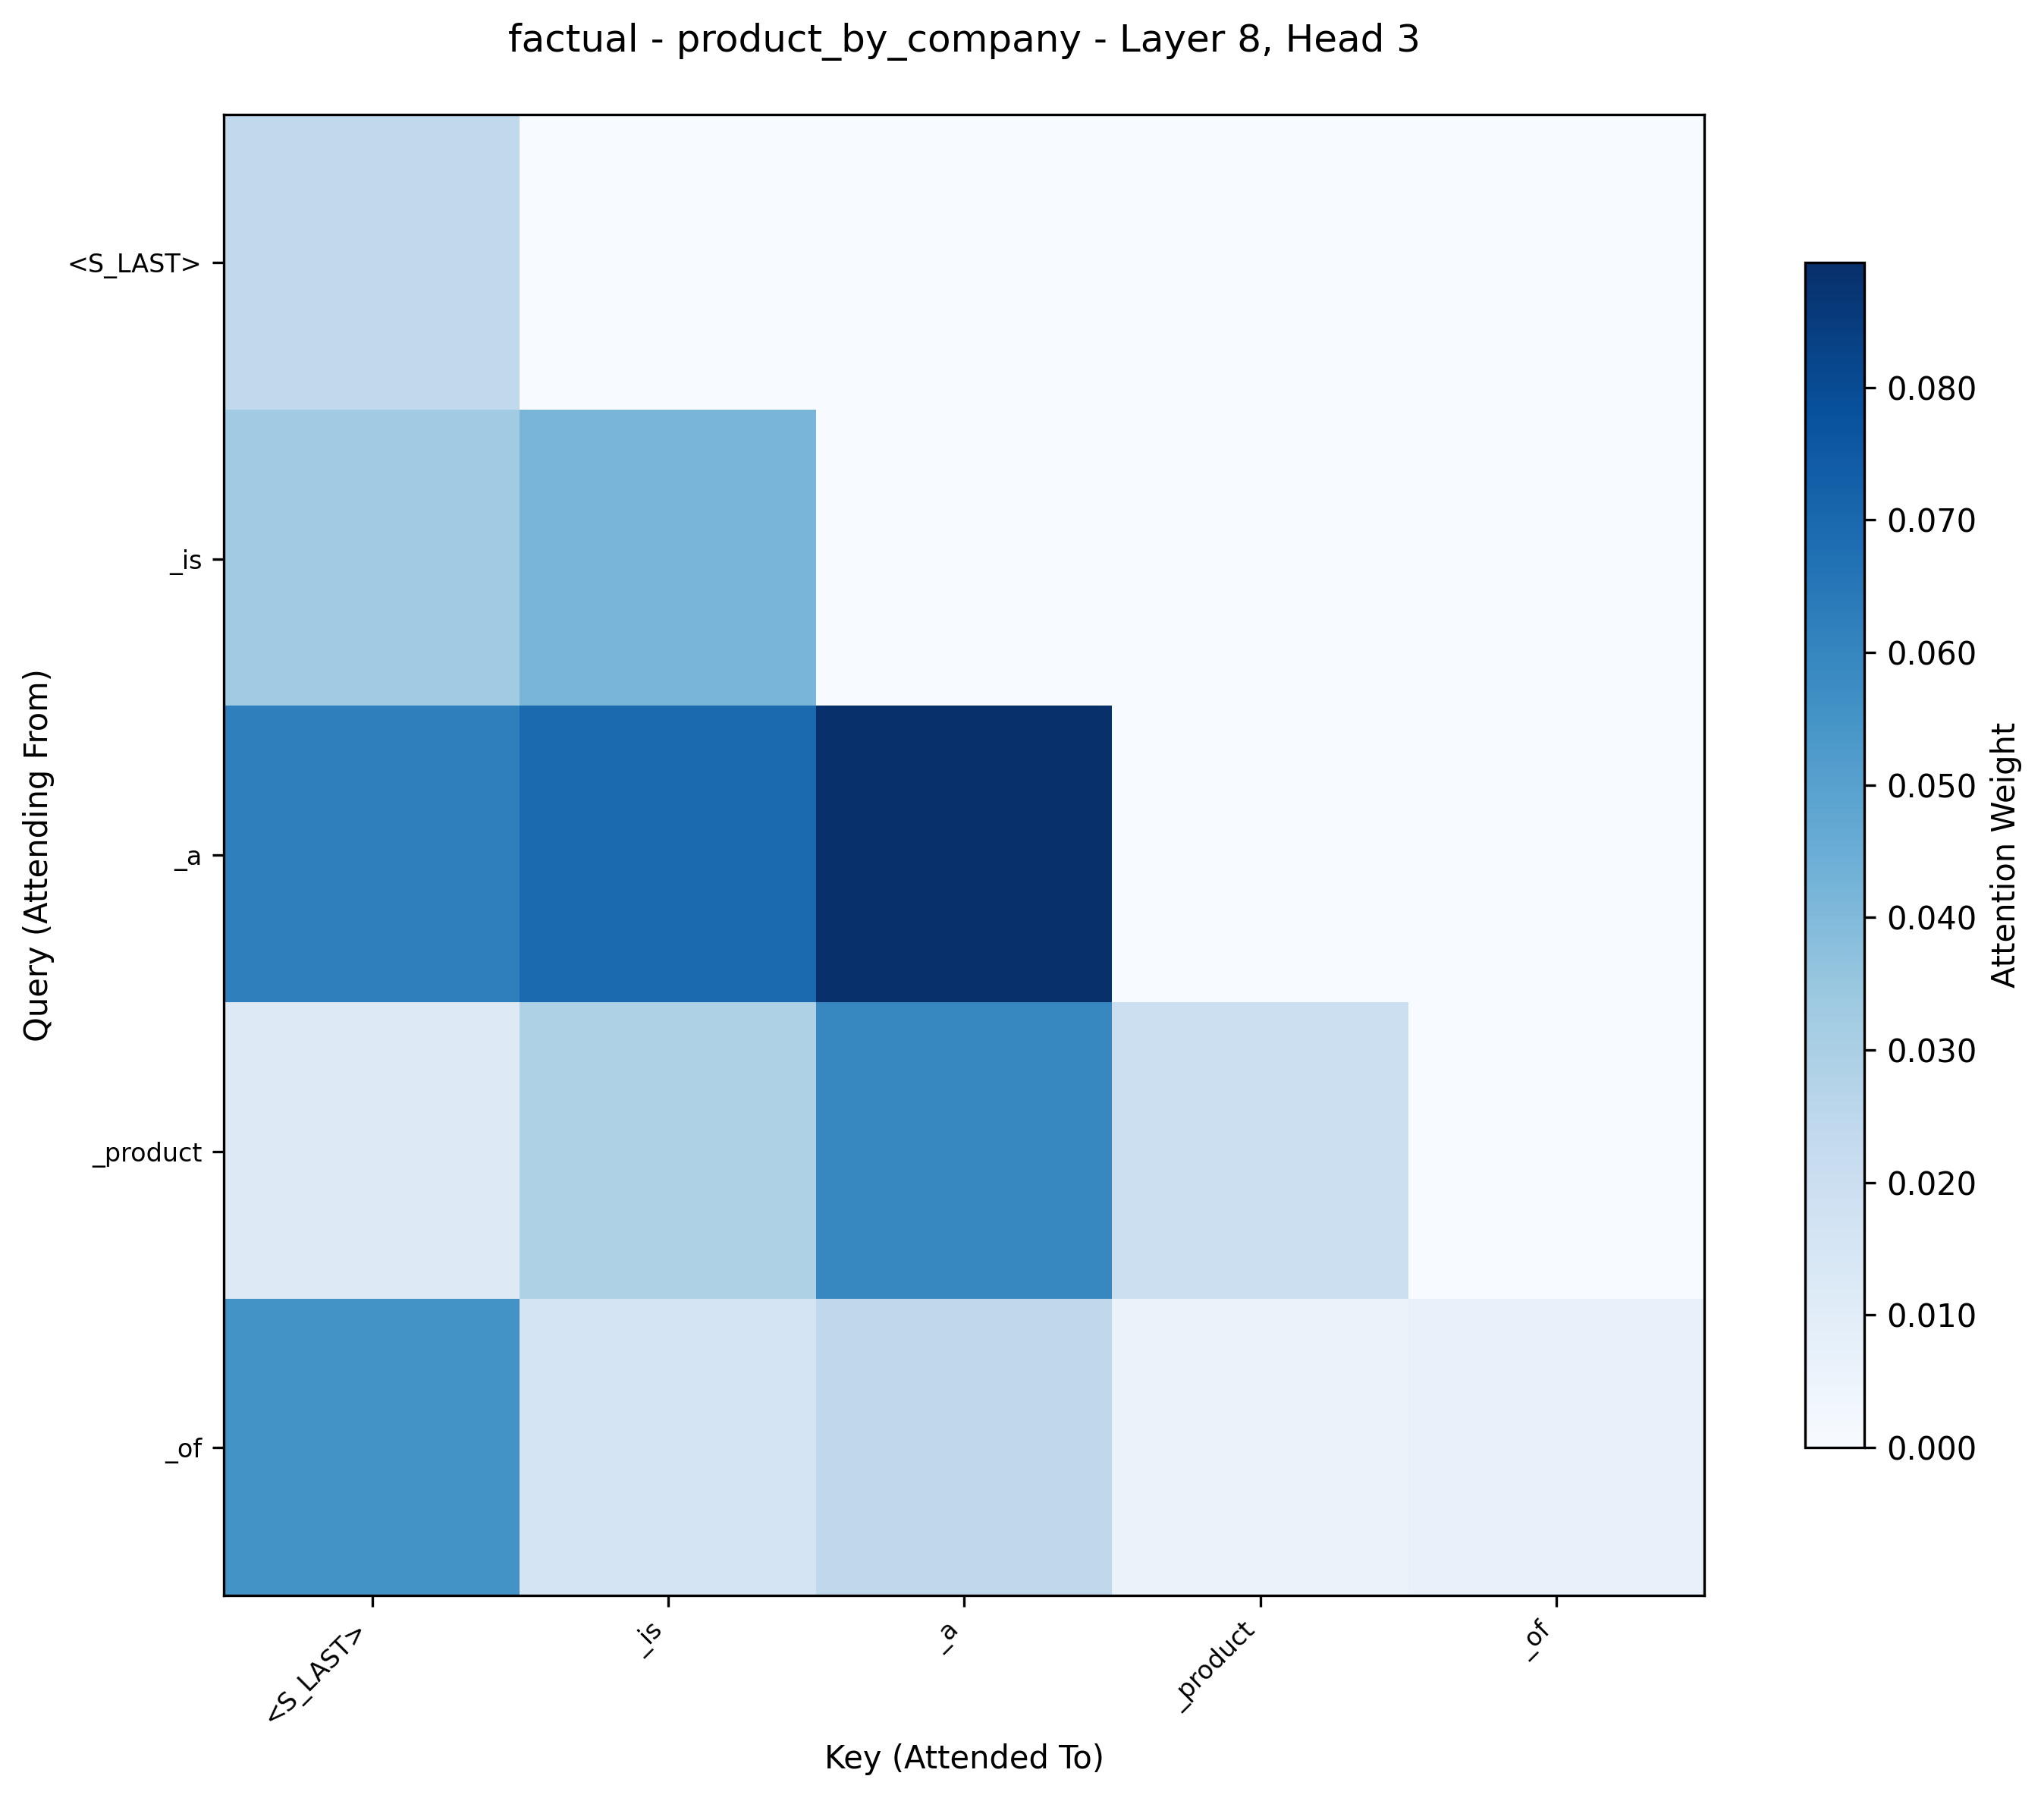 factual - product_by_company - Layer 8, Head 3
Query (Attending From)
<S_LAST>
_is
_a
_product
_of
<S_LAST>
_is
_a
_product
_of
Key (Attended To)
0.080
0.070
0.060
0.050
0.040
0.030
0.020
0.010
0.000
Attention Weight